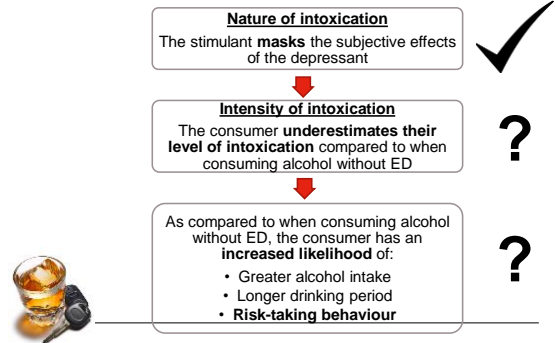 Nature of intoxication
The stimulant masks the subjective effects
of the depressant
Intensity of intoxication
The consumer underestimates their
level of intoxication compared to when
consuming alcohol without ED
?
As compared to when consuming alcohol
without ED, the consumer has an
increased likelihood of:
?
• Greater alcohol intake
• Longer drinking period
• Risk-taking behaviour